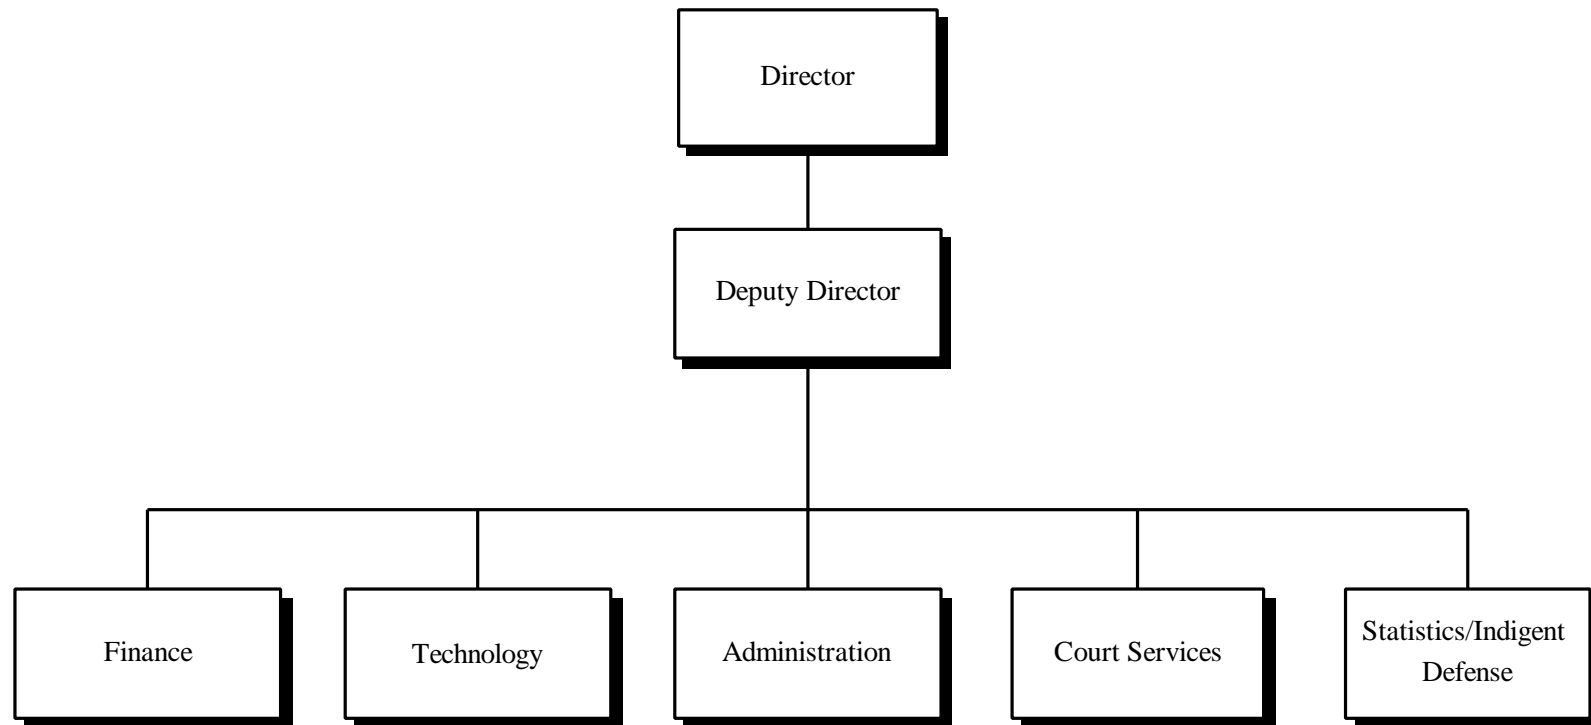 Director
Deputy Director
Finance
Technology
Administration
Court Services
Statistics/Indigent
Defense